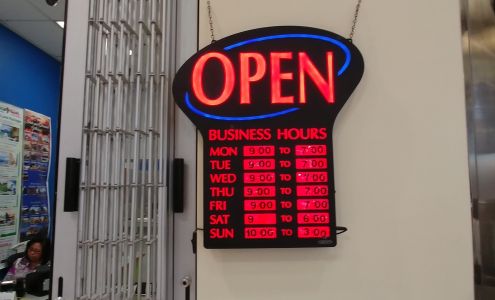 OPEN
BUSINESS HOURS
MON 9:00 TO 7:00
TUE 9:00 TO 7:00
WED 9:00 TO 7:00
THU 9:00 TO 7:00
FRI 9:00 TO 7:00
SAT 9 TO 6:00
SUN 10:00 TO 3:00